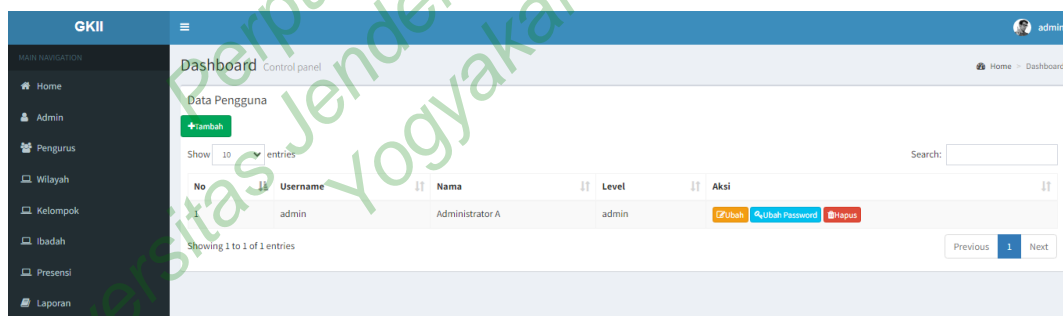 GKII
admin
MAIN NAVIGATION
Home
Admin
Pengurus
Wilayah
Kelompok
Ibadah
Presensi
Laporan
Dashboard Control panel
Home > Dashboard
Data Pengguna
+Tambah
Show 10 entries
Search:
No Username Nama Level Aksi
1 admin Administrator A admin Ubah Ubah Password Hapus
Showing 1 to 1 of 1 entries
Previous 1 Next
Yogyakar